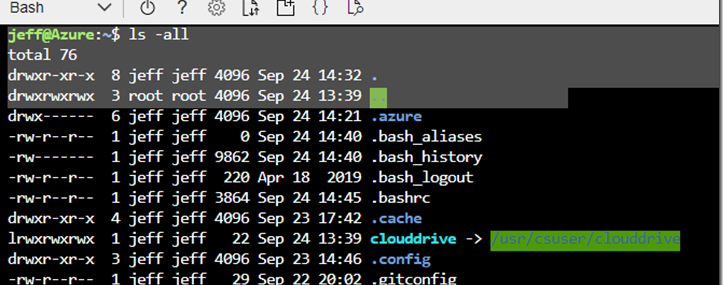 Bash
jeff@Azure:~$ ls -all
total 76
drwxr-xr-x 8 jeff jeff 4096 Sep 24 14:32 .
drwxrwxrwx 3 root root 4096 Sep 24 13:39 ..
drwx------ 6 jeff jeff 4096 Sep 24 14:21 .azure
-rw-r--r-- 1 jeff jeff 0 Sep 24 14:40 .bash_aliases
-rw------- 1 jeff jeff 9862 Sep 24 14:40 .bash_history
-rw-r--r-- 1 jeff jeff 220 Apr 18 2019 .bash_logout
-rw-r--r-- 1 jeff jeff 3864 Sep 24 14:45 .bashrc
drwxr-xr-x 4 jeff jeff 4096 Sep 23 17:42 .cache
lrwxrwxrwx 1 jeff jeff 22 Sep 24 13:39 clouddrive -> /usr/csuser/clouddrive
drwxr-xr-x 3 jeff jeff 4096 Sep 23 14:46 .config
-rw-r--r-- 1 jeff jeff 29 Sep 22 20:02 .gitconfig